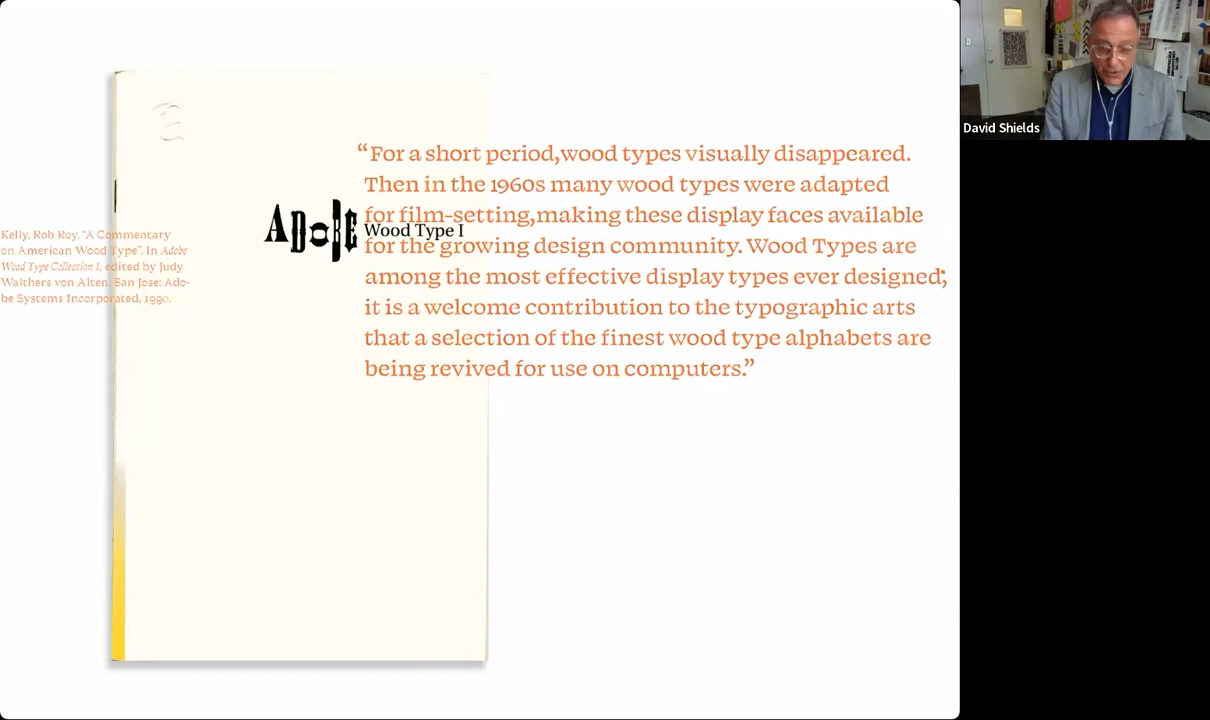 “For a short period,wood types visually disappeared.
Then in the 1960s many wood types were adapted
for film-setting,making these display faces available
for the growing design community. Wood Types are
among the most effective display types ever designed;
it is a welcome contribution to the typographic arts
that a selection of the finest wood type alphabets are
being revived for use on computers.”
ADOBE Wood Type I
Kelly, Rob Roy. “A Commentary
on American Wood Type”. In Adobe
Wood Type Collection 1, edited by Judy
Walthers von Alten. San Jose: Ado-
be Systems Incorporated, 1990.
David Shields